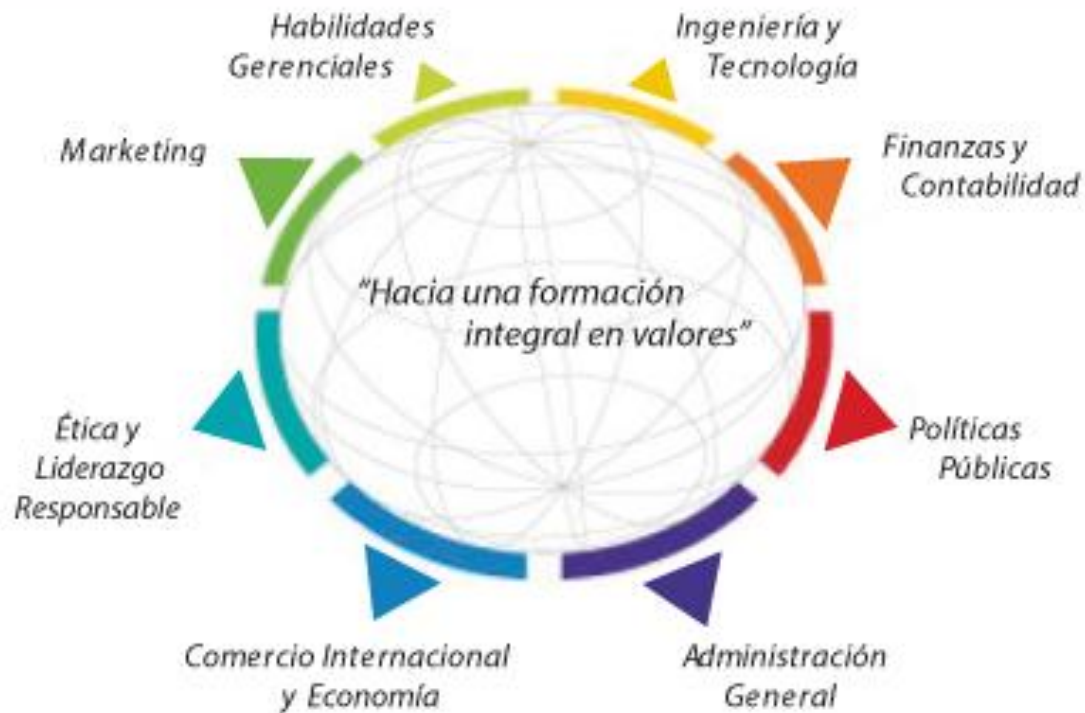 Habilidades
Gerenciales
Ingeniería y
Tecnología
Marketing
Finanzas y
Contabilidad
"Hacia una formación
integral en valores"
Ética y
Liderazgo
Responsable
Políticas
Públicas
Comercio Internacional
y Economía
Administración
General